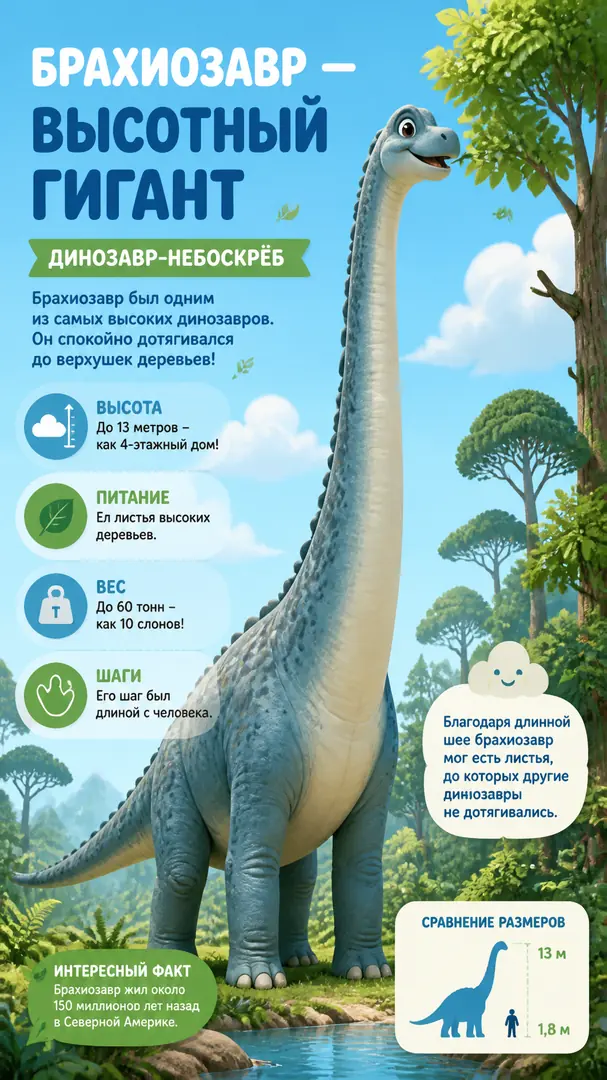 БРАХИОЗАВР –
ВЫСОТНЫЙ
ГИГАНТ
ДИНОЗАВР-НЕБОСКРЁБ
Брахиозавр был одним
из самых высоких динозавров.
Он спокойно дотягивался
до верхушек деревьев!
ВЫСОТА
До 13 метров –
как 4-этажный дом!
ПИТАНИЕ
Ел листья высоких
деревьев.
Т
ВЕС
До 60 тонн –
как 10 слонов!
ШАГИ
Его шаг был
длиной с человека.
Благодаря длинной
шее брахиозавр
мог есть листья,
до которых другие
динозавры
не дотягивались.
ИНТЕРЕСНЫЙ ФАКТ
Брахиозавр жил около
150 миллионов лет назад
в Северной Америке.
СРАВНЕНИЕ РАЗМЕРОВ
13 м
1,8 м